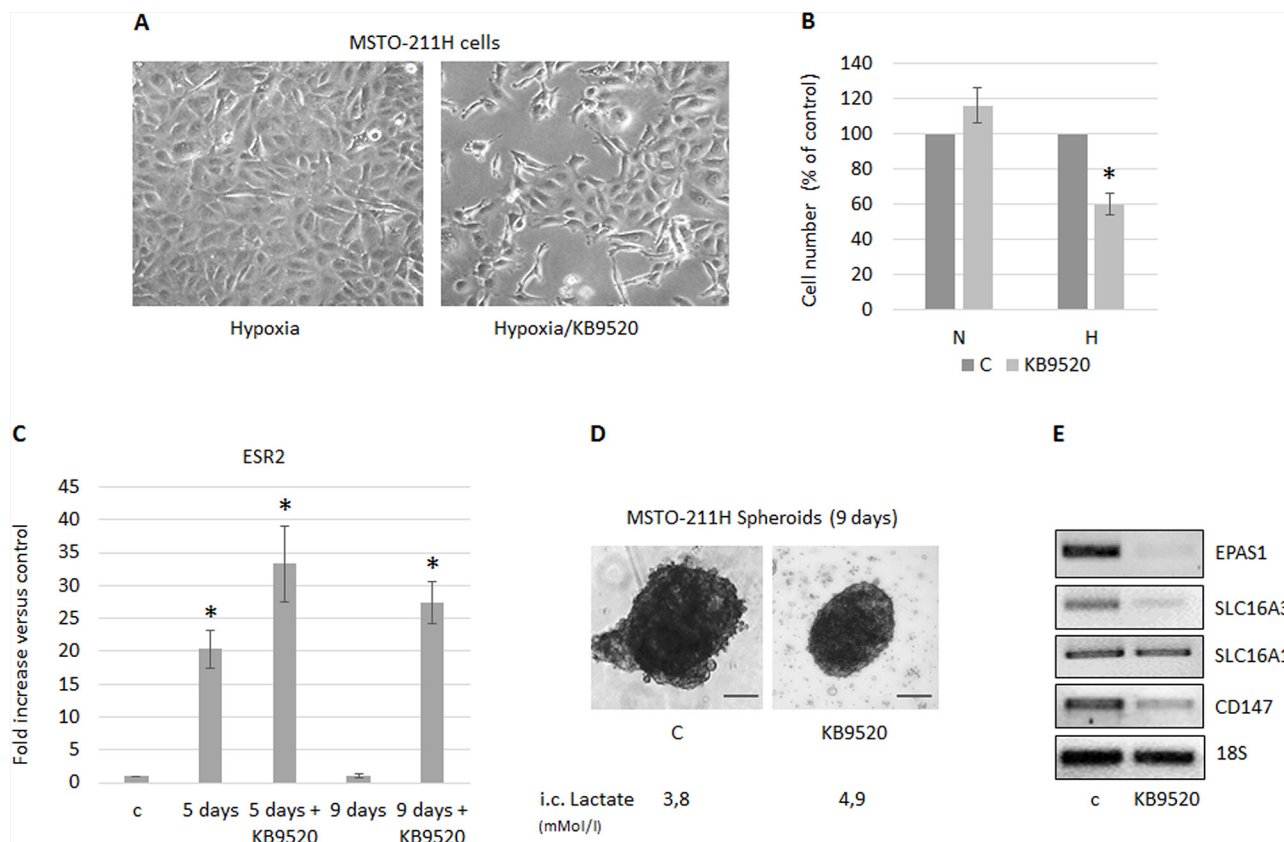 A
MSTO-211H cells
Hypoxia
Hypoxia/KB9520
B
Cell number (% of control)
140
120
100
80
60
40
20
0
*
N
H
C
KB9520
C
ESR2
Fold increase versus control
45
40
35
30
25
20
15
10
5
0
*
*
*
c
5 days
5 days +
KB9520
9 days
9 days +
KB9520
D
MSTO-211H Spheroids (9 days)
C
KB9520
i.c. Lactate 3,8 4,9
(mMol/l)
E
EPAS1
SLC16A3
SLC16A1
CD147
18S
c
KB9520